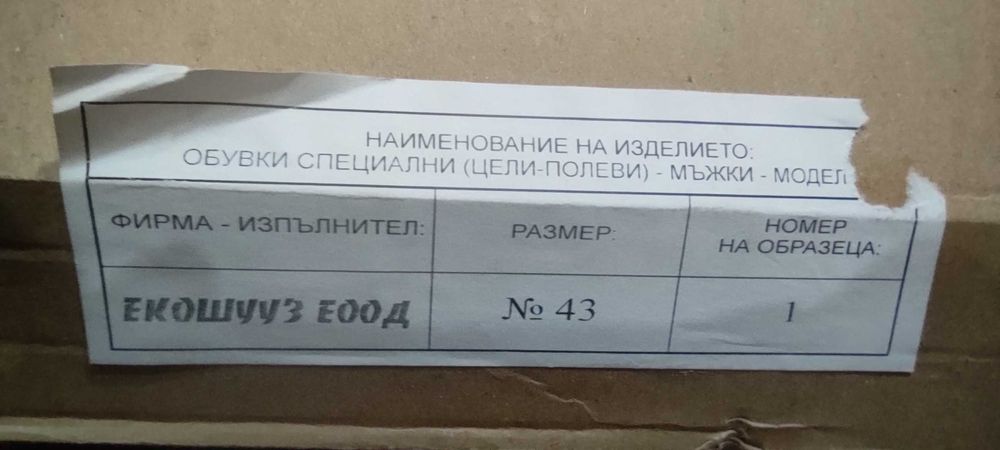 НАИМЕНОВАНИЕ НА ИЗДЕЛИЕТО:
ОБУВКИ СПЕЦИАЛНИ (ЦЕЛИ-ПОЛЕВИ) - МЪЖКИ - МОДЕЛ
ФИРМА - ИЗПЪЛНИТЕЛ:
РАЗМЕР:
НОМЕР
НА ОБРАЗЕЦА:
ЕКОШУУЗ ЕООД
№ 43
1